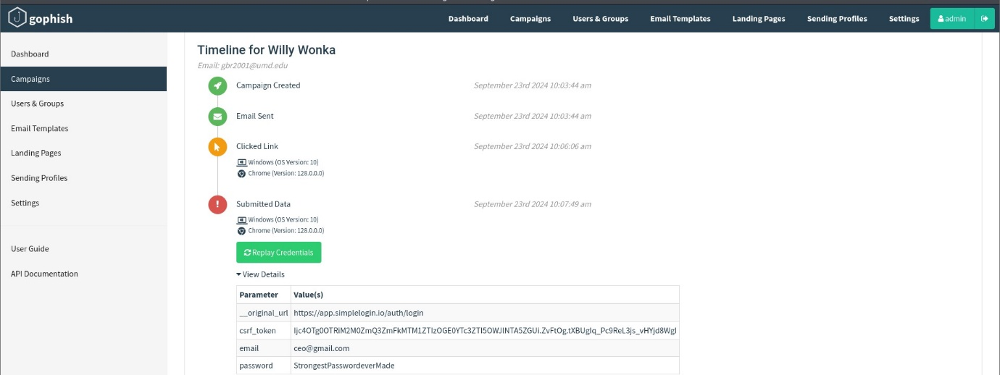 gophish
Dashboard Campaigns Users & Groups Email Templates Landing Pages Sending Profiles Settings admin
Dashboard
Campaigns
Users & Groups
Email Templates
Landing Pages
Sending Profiles
Settings
User Guide
API Documentation
Timeline for Willy Wonka
Email: gbr2001@umd.edu
Campaign Created September 23rd 2024 10:03:44 am
Email Sent September 23rd 2024 10:03:44 am
Clicked Link September 23rd 2024 10:06:06 am
Windows (OS Version: 10)
Chrome (Version: 128.0.0.0)
Submitted Data September 23rd 2024 10:07:49 am
Windows (OS Version: 10)
Chrome (Version: 128.0.0.0)
Replay Credentials
View Details
Parameter Value(s)
__original_url https://app.simplelogin.io/auth/login
csrf_token
email ceo@gmail.com
password StrongestPasswordeverMade